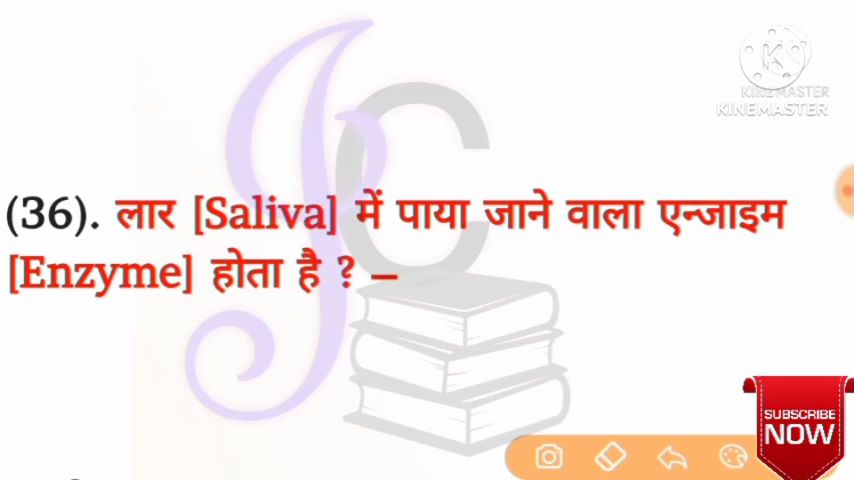 KINEMASTER
KINEMASTER
(36). लार [Saliva] में पाया जाने वाला एन्जाइम
[Enzyme] होता है ? –
SUBSCRIBE
NOW